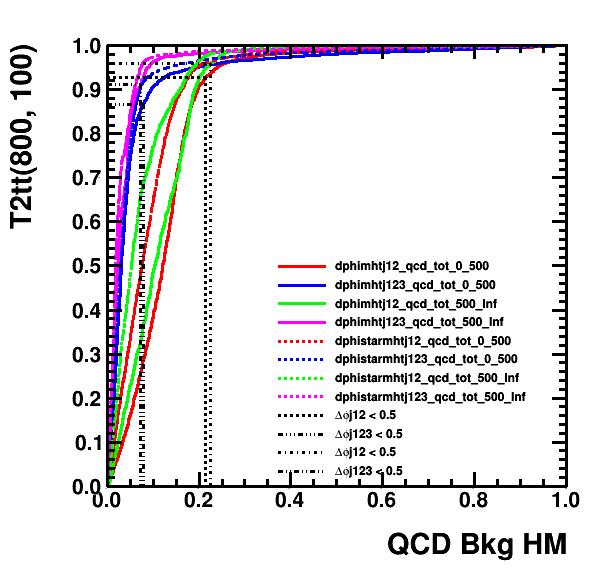 T2tt(800, 100)
1.0
0.9
0.8
0.7
0.6
0.5
0.4
0.3
0.2
0.1
0.0
dphimhtj12_qcd_tot_0_500
dphimhtj123_qcd_tot_0_500
dphimhtj12_qcd_tot_500_Inf
dphimhtj123_qcd_tot_500_Inf
dphistarmhtj12_qcd_tot_0_500
dphistarmhtj123_qcd_tot_0_500
dphistarmhtj12_qcd_tot_500_Inf
dphistarmhtj123_qcd_tot_500_Inf
Δϕj12 < 0.5
Δϕj123 < 0.5
Δϕj12 < 0.5
Δϕj123 < 0.5
0.0 0.2 0.4 0.6 0.8 1.0
QCD Bkg HM